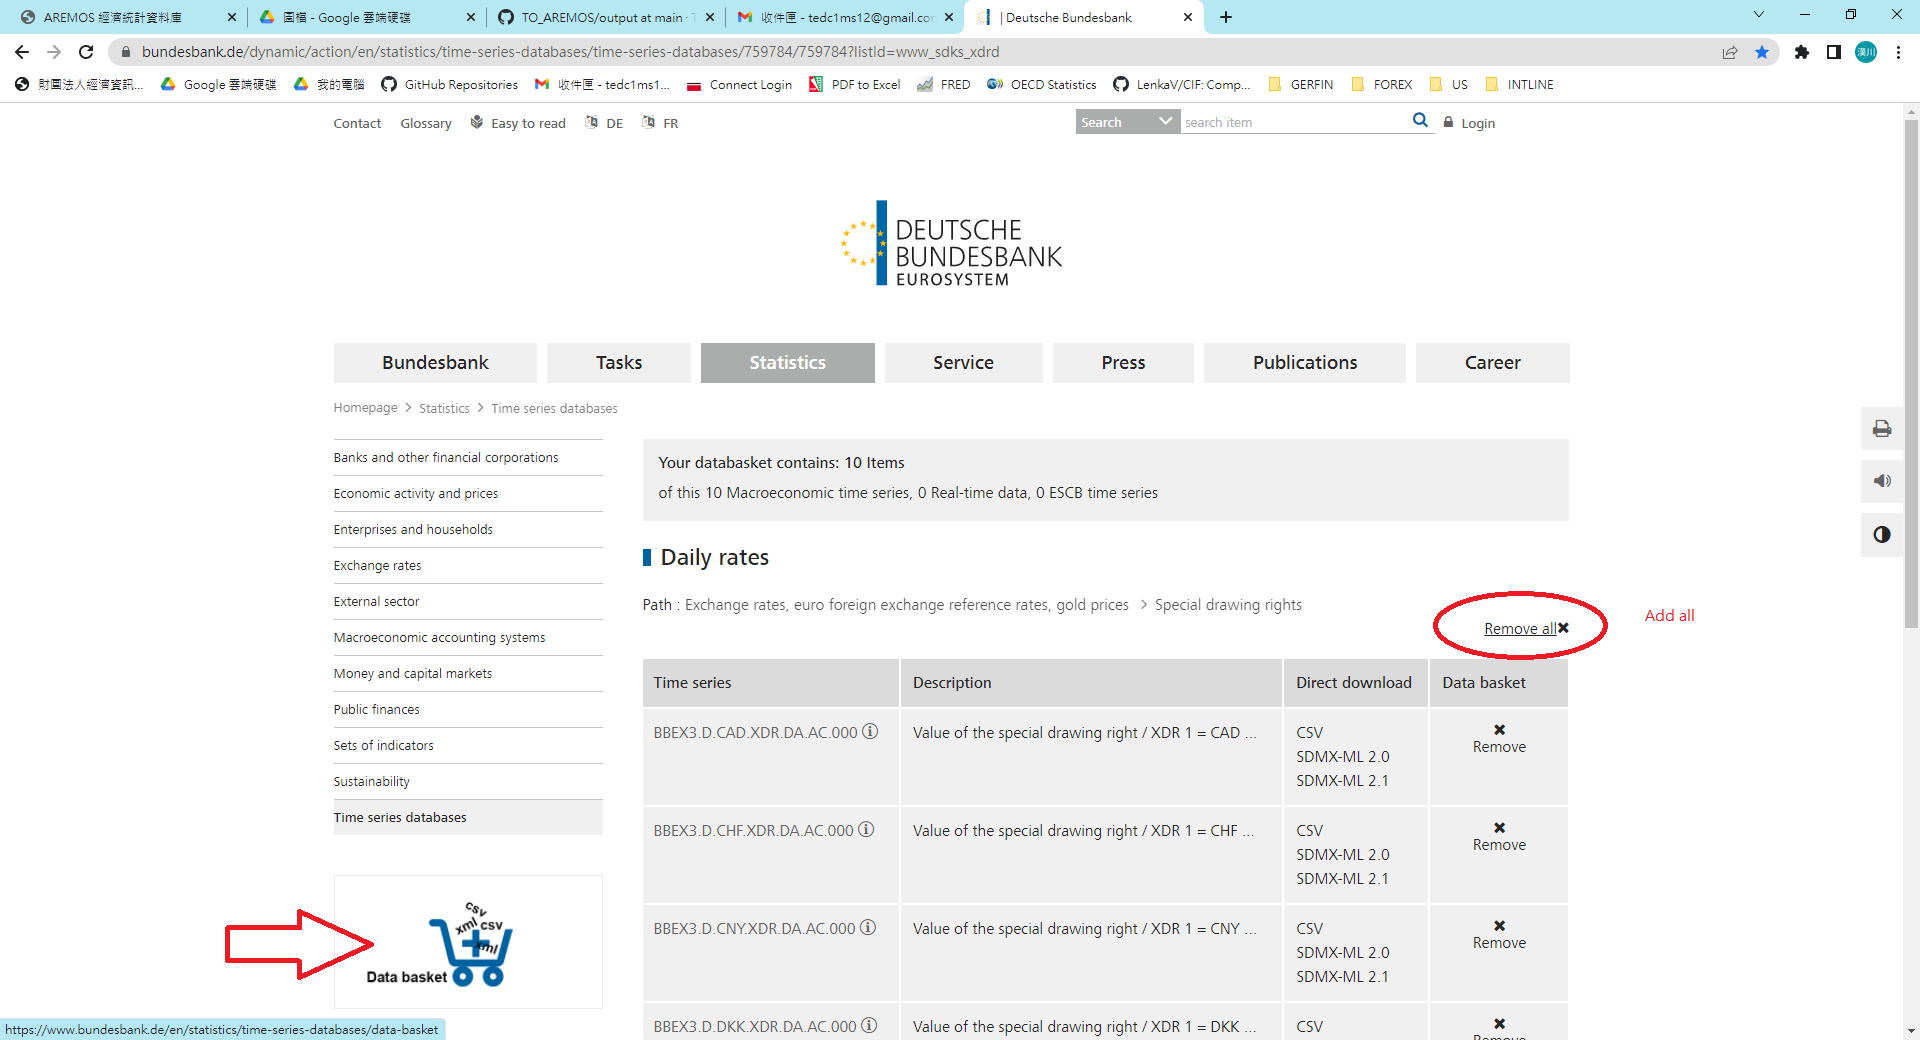 AREMOS 經濟統計資料庫
圖檔 - Google 雲端硬碟
TO_AREMOS/output at main · T
收件匣 - tedc1ms12@gmail.com
| Deutsche Bundesbank
bundesbank.de/dynamic/action/en/statistics/time-series-databases/time-series-databases/759784/759784?listId=www_sdks_xdrd
漢川
財團法人經濟資訊...
Google 雲端硬碟
我的電腦
GitHub Repositories
收件匣 - tedc1ms1...
Connect Login
PDF to Excel
FRED
OECD Statistics
LenkaV/CIF: Comp...
GERFIN
FOREX
US
INTLINE
Contact
Glossary
Easy to read
DE
FR
Search
search item
Login
DEUTSCHE
BUNDESBANK
EUROSYSTEM
Bundesbank
Tasks
Statistics
Service
Press
Publications
Career
Homepage
Statistics
Time series databases
Banks and other financial corporations
Economic activity and prices
Enterprises and households
Exchange rates
External sector
Macroeconomic accounting systems
Money and capital markets
Public finances
Sets of indicators
Sustainability
Time series databases
csv
xml csv
xml
Data basket
Your databasket contains: 10 Items
of this 10 Macroeconomic time series, 0 Real-time data, 0 ESCB time series
Daily rates
Path : Exchange rates, euro foreign exchange reference rates, gold prices > Special drawing rights
Remove all
Add all
Time series
Description
Direct download
Data basket
BBEX3.D.CAD.XDR.DA.AC.000
Value of the special drawing right / XDR 1 = CAD ...
CSV
SDMX-ML 2.0
SDMX-ML 2.1
Remove
BBEX3.D.CHF.XDR.DA.AC.000
Value of the special drawing right / XDR 1 = CHF ...
CSV
SDMX-ML 2.0
SDMX-ML 2.1
Remove
BBEX3.D.CNY.XDR.DA.AC.000
Value of the special drawing right / XDR 1 = CNY ...
CSV
SDMX-ML 2.0
SDMX-ML 2.1
Remove
BBEX3.D.DKK.XDR.DA.AC.000
Value of the special drawing right / XDR 1 = DKK ...
CSV
Remove
https://www.bundesbank.de/en/statistics/time-series-databases/data-basket